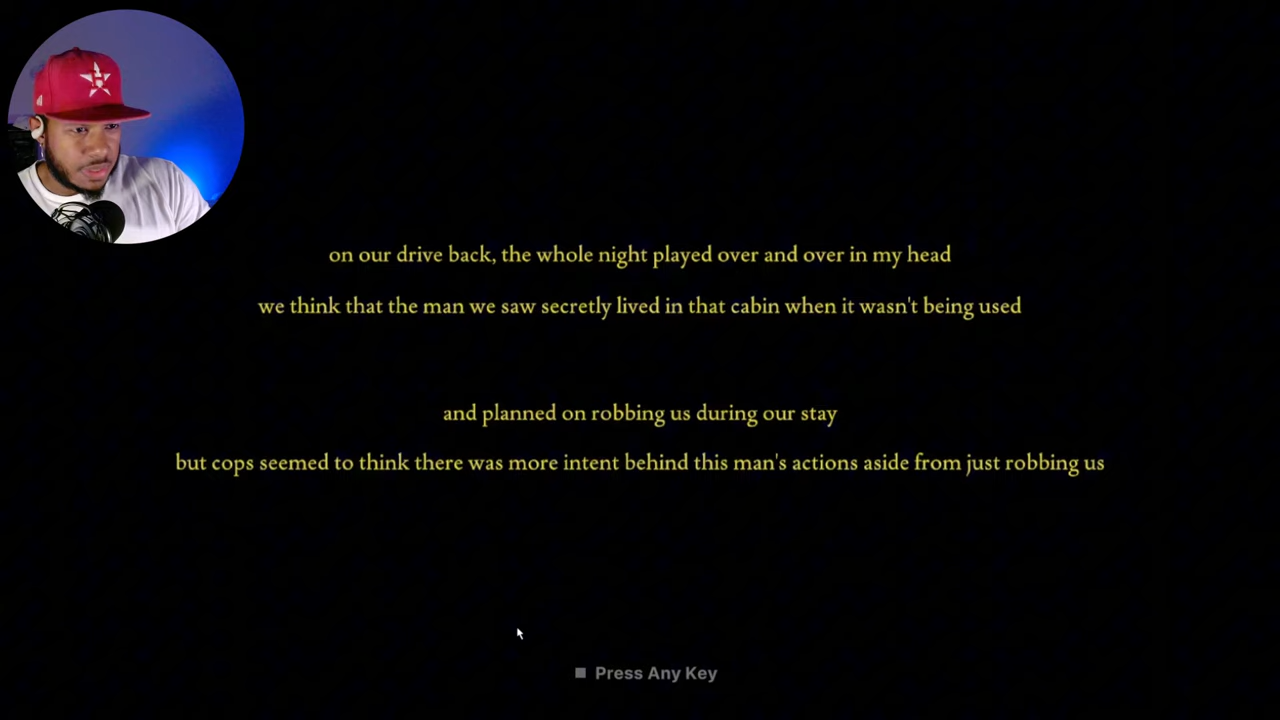 on our drive back, the whole night played over and over in my head
we think that the man we saw secretly lived in that cabin when it wasn't being used
and planned on robbing us during our stay
but cops seemed to think there was more intent behind this man's actions aside from just robbing us
Press Any Key